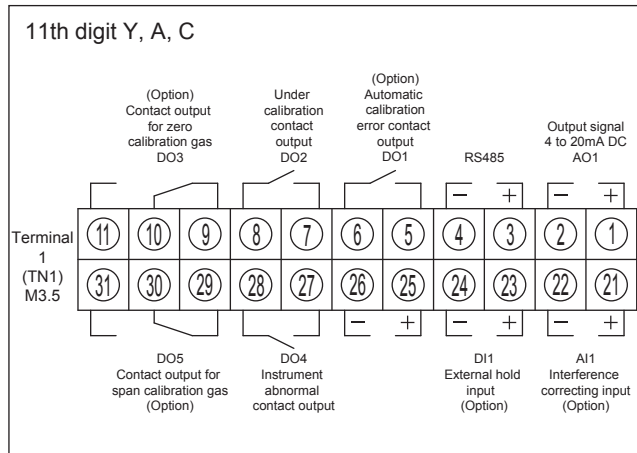 11th digit Y, A, C
(Option)
Contact output
for zero
calibration gas
DO3
Under
calibration
contact
output
DO2
(Option)
Automatic
calibration
error contact
output
DO1
RS485
Output signal
4 to 20mA DC
AO1
− +
− +
Terminal
1
(TN1)
M3.5
11 10 9 8 7 6 5 4 3 2 1
31 30 29 28 27 26 25 24 23 22 21
− +
− +
− +
DO5
Contact output for
span calibration gas
(Option)
DO4
Instrument
abnormal
contact output
DI1
External hold
input
(Option)
AI1
Interference
correcting input
(Option)